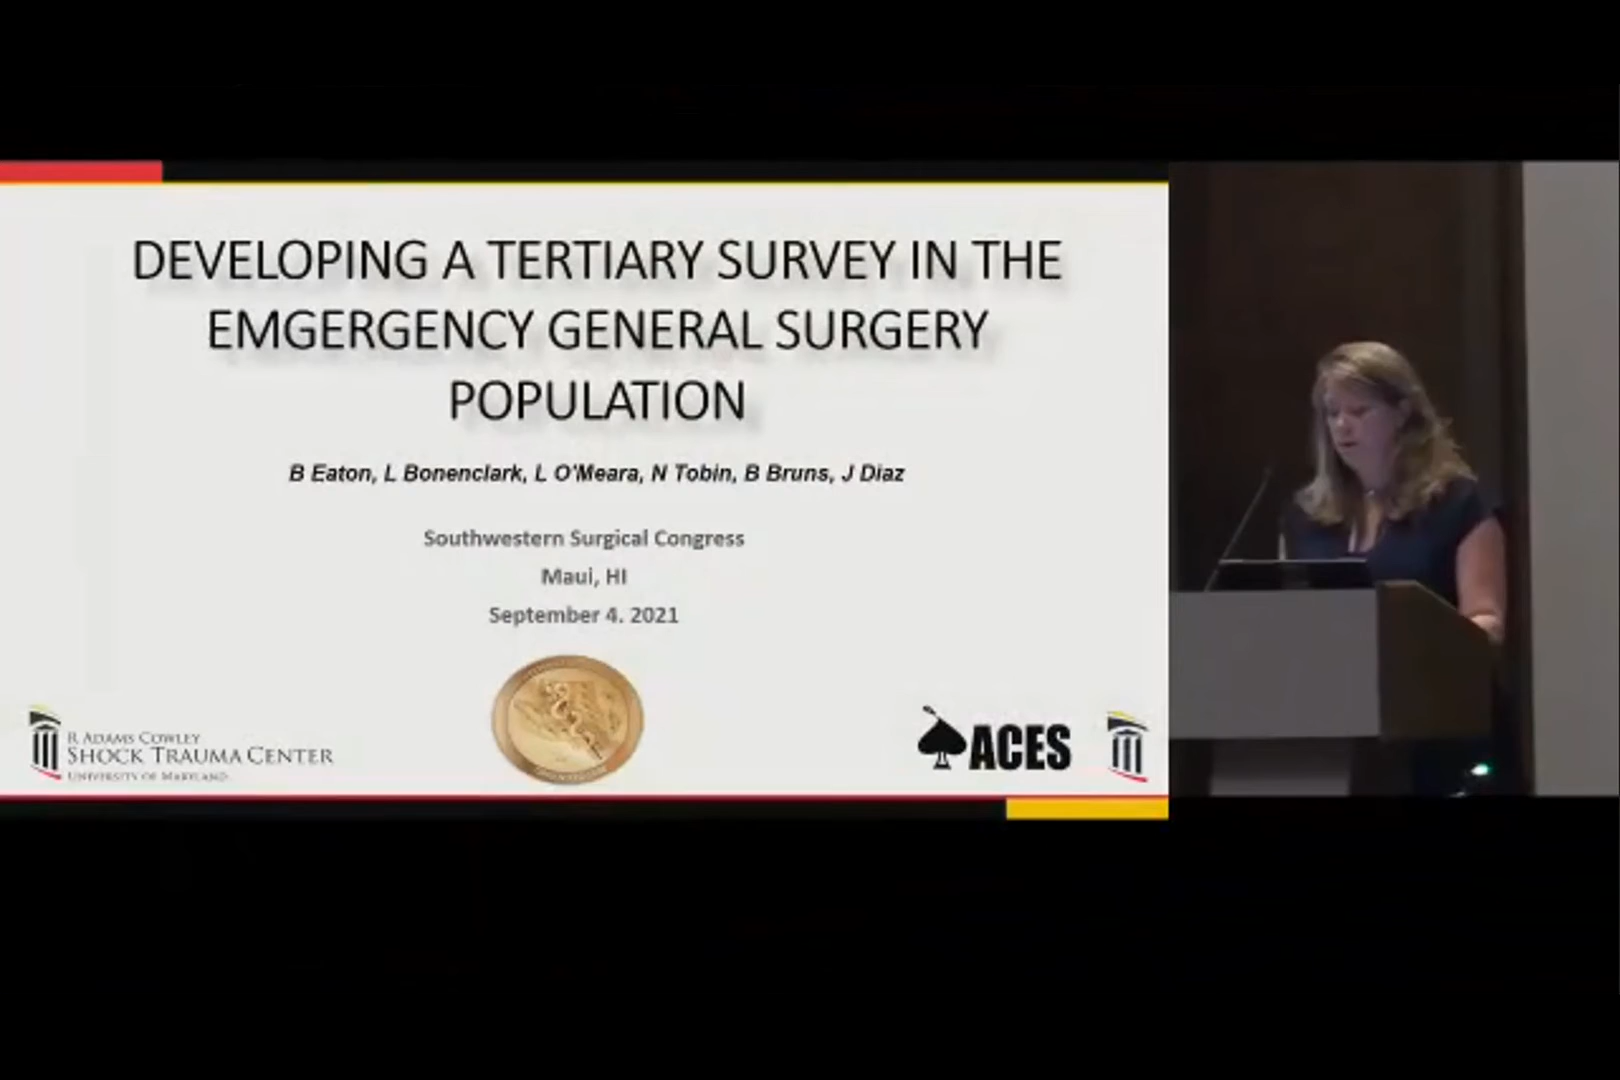 DEVELOPING A TERTIARY SURVEY IN THE
EMGERGENCY GENERAL SURGERY
POPULATION
B Eaton, L Bonenclark, L O'Meara, N Tobin, B Bruns, J Diaz
Southwestern Surgical Congress
Maui, HI
September 4. 2021
R ADAMS COWLEY
SHOCK TRAUMA CENTER
UNIVERSITY OF MARYLAND
ACES